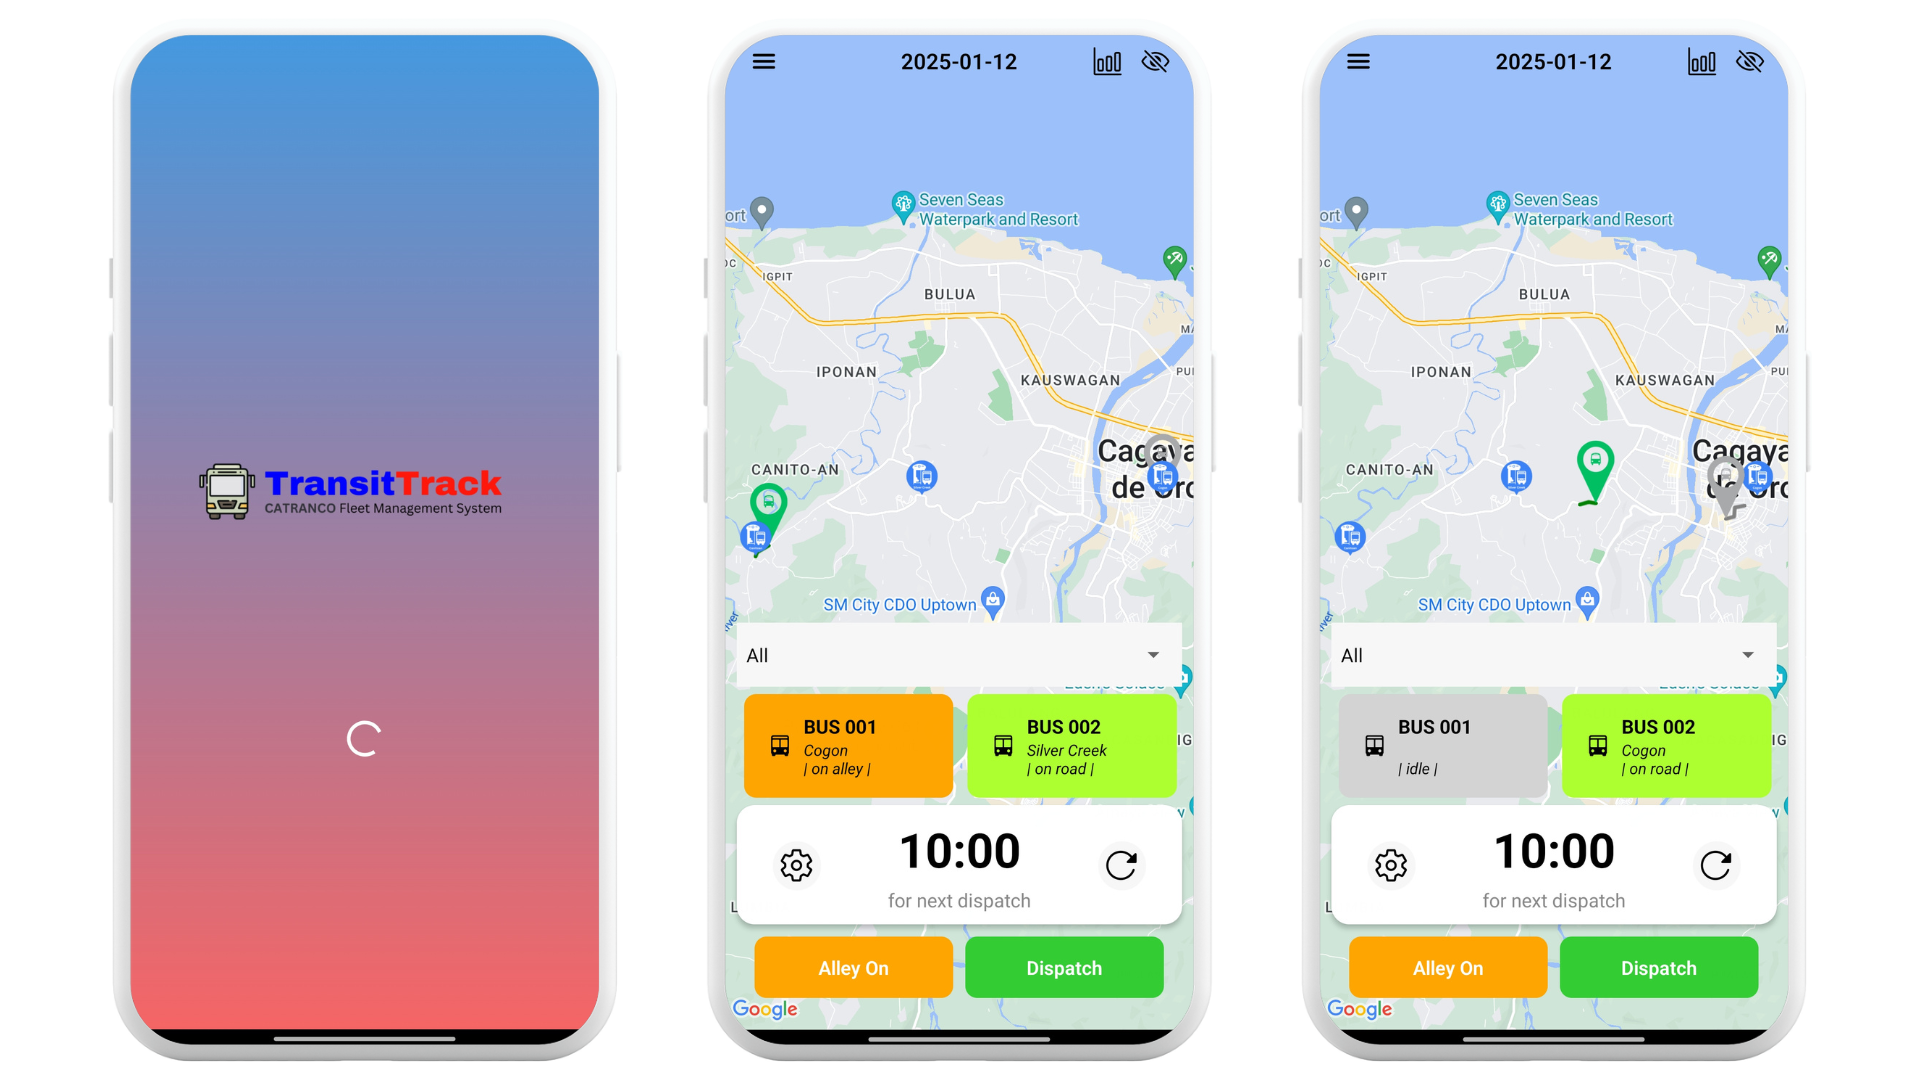 TransitTrack
CATRANCO Fleet Management System
2025-01-12
ort
Seven Seas
Waterpark and Resort
IGPIT
BULUA
IPONAN
KAUSWAGAN
CANITO-AN
Cagaya
de Oro
SM City CDO Uptown
All
BUS 001
Cogon
| on alley |
BUS 002
Silver Creek
| on road |
10:00
for next dispatch
Alley On
Dispatch
Google
2025-01-12
ort
Seven Seas
Waterpark and Resort
IGPIT
BULUA
IPONAN
KAUSWAGAN
CANITO-AN
Cagaya
de Oro
SM City CDO Uptown
All
BUS 001
| idle |
BUS 002
Cogon
| on road |
10:00
for next dispatch
Alley On
Dispatch
Google